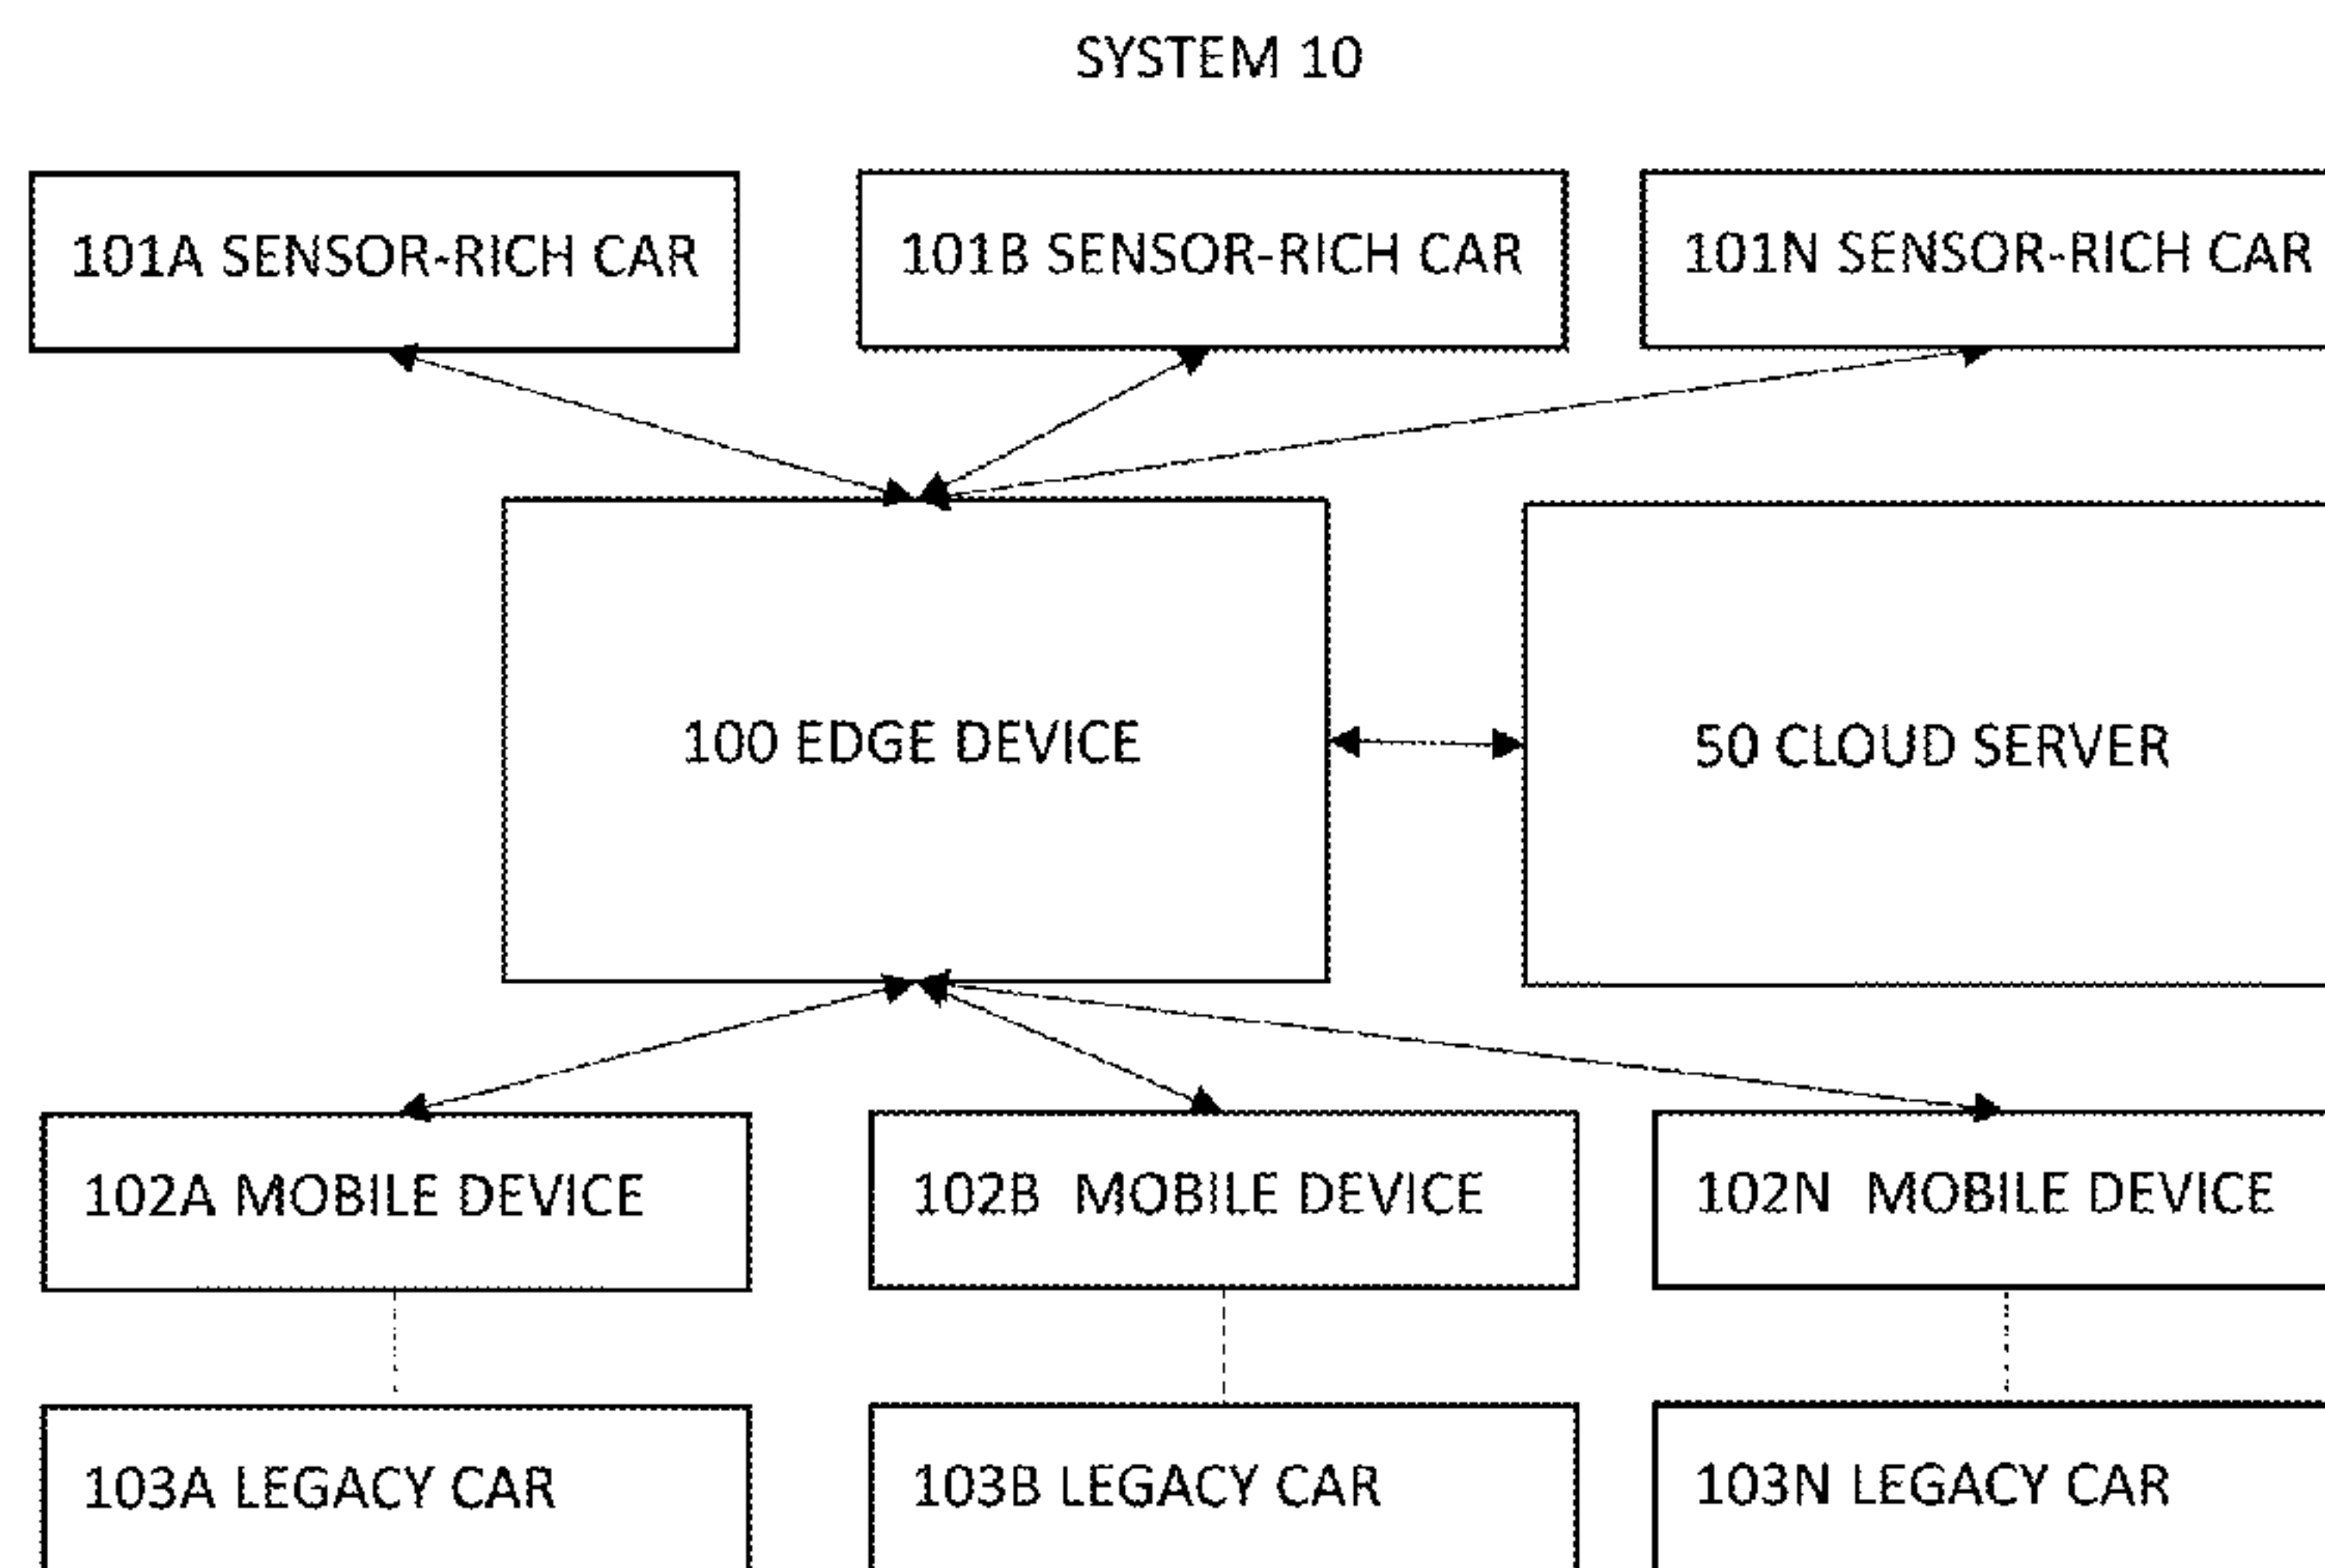 SYSTEM 10
101A SENSOR-RICH CAR
101B SENSOR-RICH CAR
101N SENSOR-RICH CAR
100 EDGE DEVICE
50 CLOUD SERVER
102A MOBILE DEVICE
102B MOBILE DEVICE
102N MOBILE DEVICE
103A LEGACY CAR
103B LEGACY CAR
103N LEGACY CAR